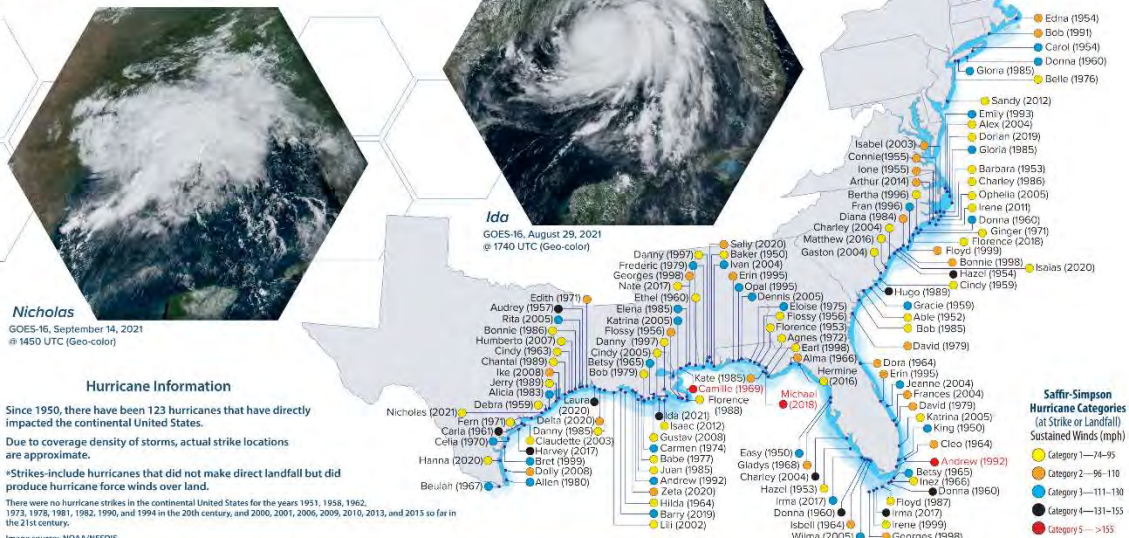 Nicholas
GOES-16, September 14, 2021
@ 1450 UTC (Geo-color)
Ida
GOES-16, August 29, 2021
@ 1740 UTC (Geo-color)
Hurricane Information
Since 1950, there have been 123 hurricanes that have directly
impacted the continental United States.
Due to coverage density of storms, actual strike locations
are approximate.
*Strikes-include hurricanes that did not make direct landfall but did
produce hurricane force winds over land.
There were no hurricane strikes in the continental United States for the years 1951, 1958, 1962,
1973, 1978, 1981, 1982, 1990, and 1994 in the 20th century, and 2000, 2001, 2006, 2009, 2010, 2013, and 2015 so far in
the 21st century.
Image source: NOAA/NESDIS
Edith (1971)
Audrey (1957)
Rita (2005)
Bonnie (1986)
Humberto (2007)
Cindy (1963)
Chantal (1989)
Ike (2008)
Jerry (1989)
Alicia (1983)
Debra (1959)
Nicholas (2021)
Fern (1971)
Carla (1961)
Celia (1970)
Hanna (2020)
Beulah (1967)
Laura
(2020)
Delta (2020)
Danny (1985)
Claudette (2003)
Harvey (2017)
Bret (1999)
Dolly (2008)
Allen (1980)
Sally (2020)
Danny (1997)
Baker (1950)
Frederic (1979)
Ivan (2004)
Georges (1998)
Erin (1995)
Nate (2017)
Opal (1995)
Ethel (1960)
Dennis (2005)
Elena (1985)
Eloise (1975)
Katrina (2005)
Flossy (1956)
Flossy (1956)
Florence (1953)
Danny (1997)
Agnes (1972)
Cindy (2005)
Earl (1998)
Betsy (1965)
Alma (1966)
Bob (1979)
Kate (1985)
Camille (1969)
Florence
(1988)
Michael
(2018)
Hermine
(2016)
Ida (2021)
Isaac (2012)
Gustav (2008)
Carmen (1974)
Babe (1977)
Juan (1985)
Andrew (1992)
Zeta (2020)
Hilda (1964)
Barry (2019)
Lili (2002)
Easy (1950)
Gladys (1968)
Charley (2004)
Hazel (1953)
Irma (2017)
Donna (1960)
Isbell (1964)
Wilma (2005)
Edna (1954)
Bob (1991)
Carol (1954)
Donna (1960)
Gloria (1985)
Belle (1976)
Sandy (2012)
Emily (1993)
Alex (2004)
Dorian (2019)
Gloria (1985)
Isabel (2003)
Connie(1955)
Ione (1955)
Arthur (2014)
Bertha (1996)
Fran (1996)
Diana (1984)
Charley (2004)
Matthew (2016)
Gaston (2004)
Barbara (1953)
Charley (1986)
Ophelia (2005)
Irene (2011)
Donna (1960)
Ginger (1971)
Florence (2018)
Floyd (1999)
Bonnie (1998)
Isaias (2020)
Hazel (1954)
Cindy (1959)
Hugo (1989)
Gracie (1959)
Able (1952)
Bob (1985)
David (1979)
Dora (1964)
Erin (1995)
Jeanne (2004)
Frances (2004)
David (1979)
Katrina (2005)
King (1950)
Cleo (1964)
Andrew (1992)
Betsy (1965)
Inez (1966)
Donna (1960)
Floyd (1987)
Irma (2017)
Irene (1999)
Georges (1998)
Saffir-Simpson
Hurricane Categories
(at Strike or Landfall)
Sustained Winds (mph)
Category 1—74–95
Category 2—96–110
Category 3—111–130
Category 4—131–155
Category 5— >155